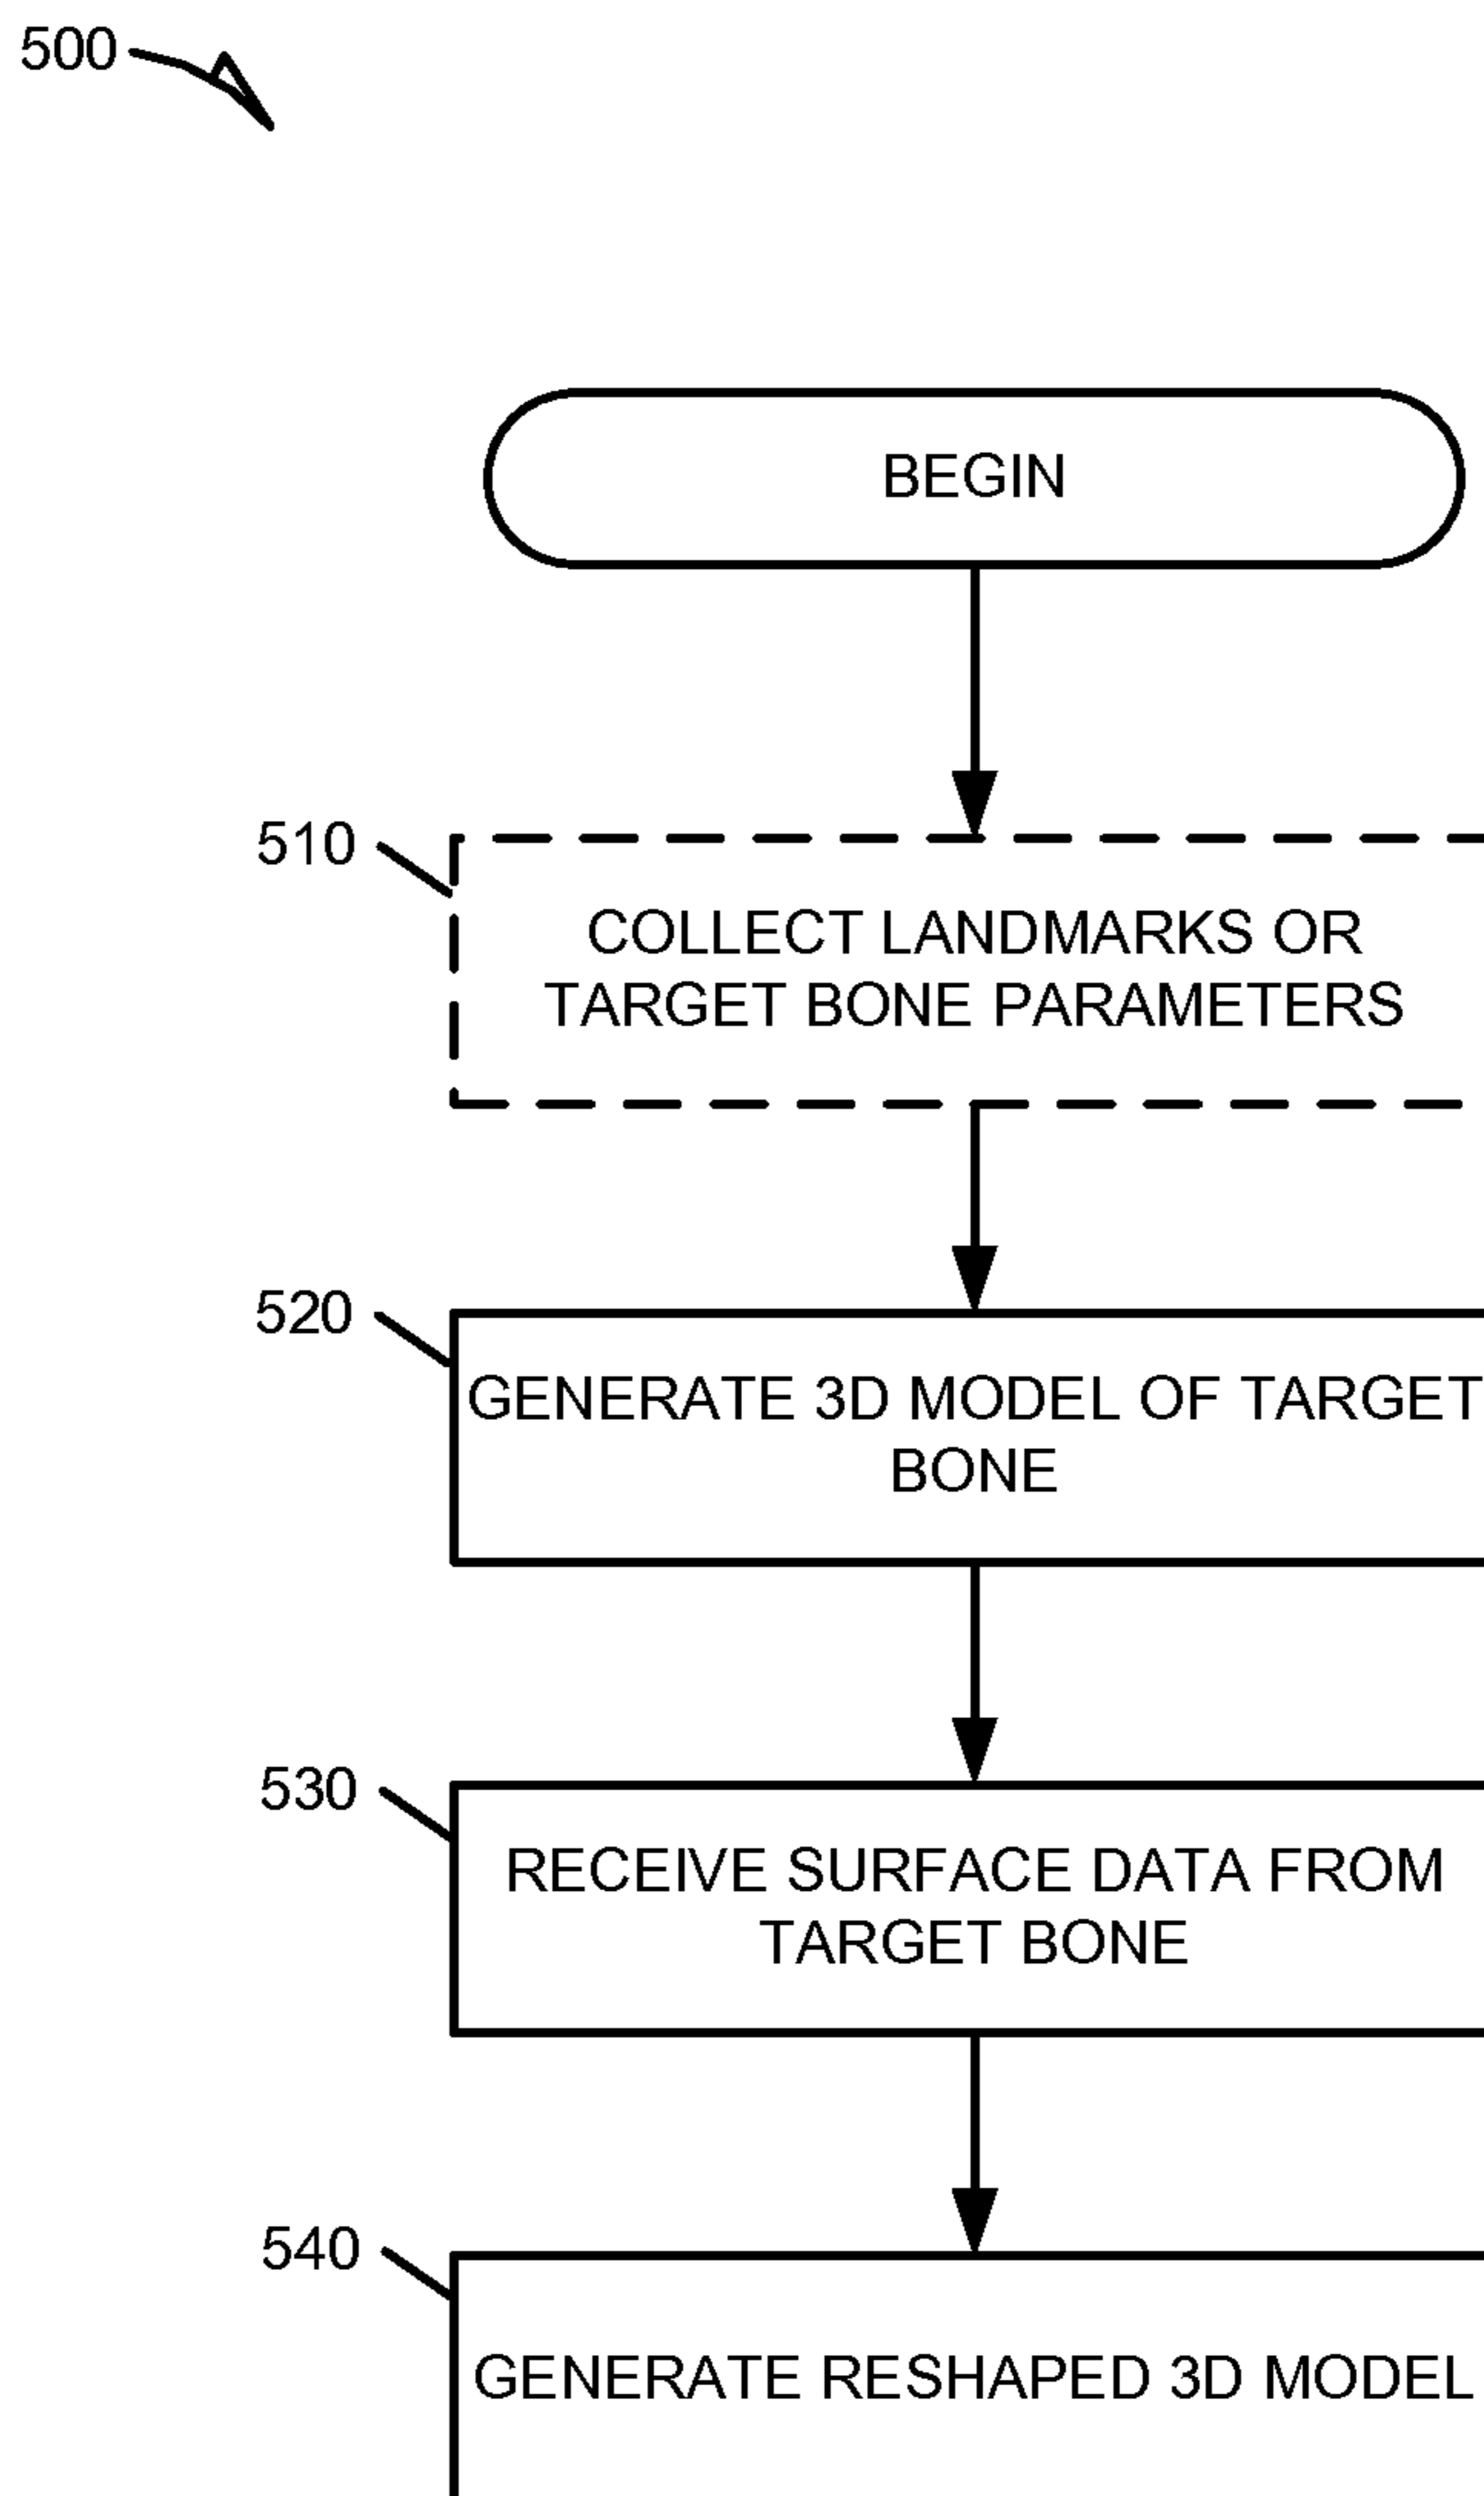 500
BEGIN
510
COLLECT LANDMARKS OR
TARGET BONE PARAMETERS
520
GENERATE 3D MODEL OF TARGET
BONE
530
RECEIVE SURFACE DATA FROM
TARGET BONE
540
GENERATE RESHAPED 3D MODEL